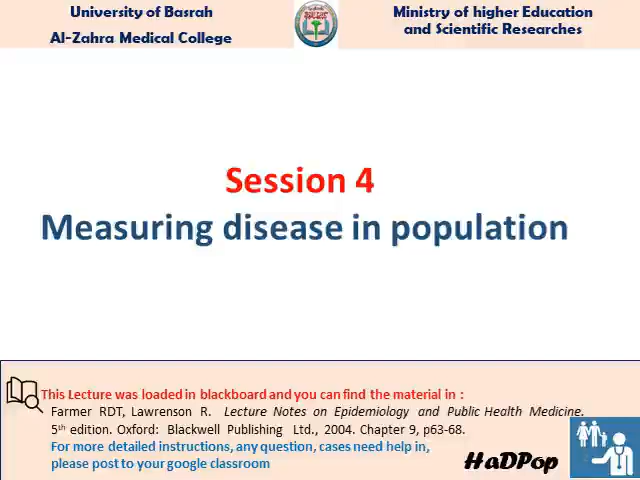 University of Basrah
Al-Zahra Medical College
Ministry of higher Education
and Scientific Researches
Session 4
Measuring disease in population
This Lecture was loaded in blackboard and you can find the material in :
Farmer RDT, Lawrenson R. Lecture Notes on Epidemiology and Public Health Medicine.
5th edition. Oxford: Blackwell Publishing Ltd., 2004. Chapter 9, p63-68.
For more detailed instructions, any question, cases need help in,
please post to your google classroom
HaDPop